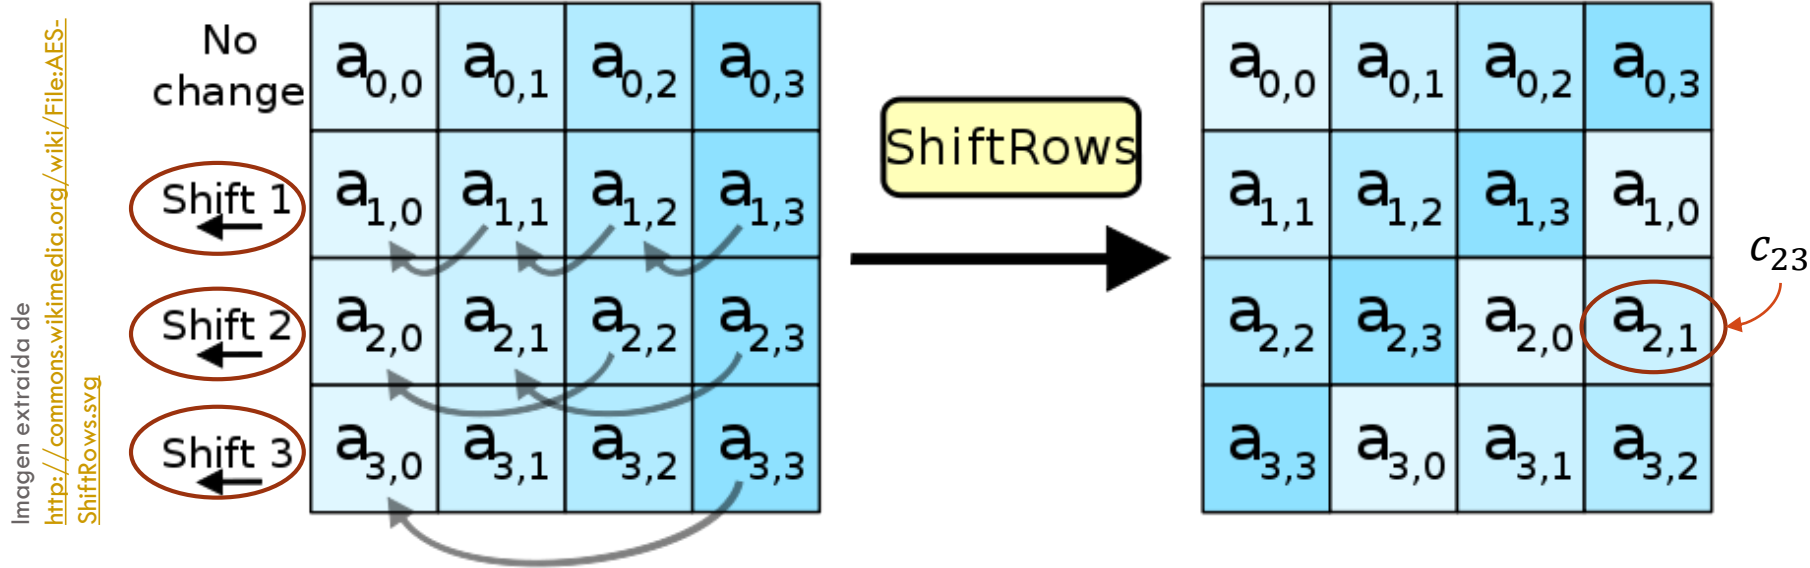 Imagen extraída de
http://commons.wikimedia.org/wiki/File:AES-
ShiftRows.svg
No
change
Shift 1
Shift 2
Shift 3
a0,0 a0,1 a0,2 a0,3
a1,0 a1,1 a1,2 a1,3
a2,0 a2,1 a2,2 a2,3
a3,0 a3,1 a3,2 a3,3
ShiftRows
a0,0 a0,1 a0,2 a0,3
a1,1 a1,2 a1,3 a1,0
a2,2 a2,3 a2,0 a2,1
a3,3 a3,0 a3,1 a3,2
c23